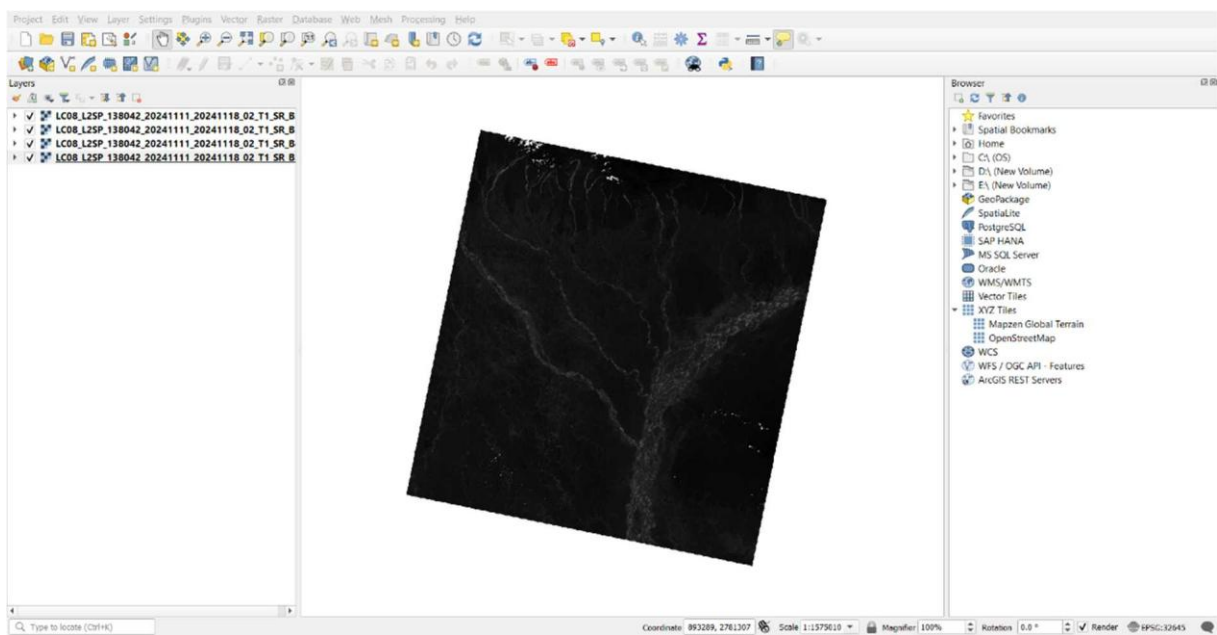 Project Edit View Layer Settings Plugins Vector Raster Database Web Mesh Processing Help
Layers
LC08_L2SP_138042_20241111_20241118_02_T1_SR_B
LC08_L2SP_138042_20241111_20241118_02_T1_SR_B
LC08_L2SP_138042_20241111_20241118_02_T1_SR_B
LC08_L2SP_138042_20241111_20241118_02_T1_SR_B
Browser
Favorites
Spatial Bookmarks
Home
C:\ (OS)
D:\ (New Volume)
E:\ (New Volume)
GeoPackage
SpatiaLite
PostgreSQL
SAP HANA
MS SQL Server
Oracle
WMS/WMTS
Vector Tiles
XYZ Tiles
Mapzen Global Terrain
OpenStreetMap
WCS
WFS / OGC API - Features
ArcGIS REST Servers
Type to locate (Ctrl+K) Coordinate 893289, 2781307 Scale 1:1575010 Magnifier 100% Rotation 0.0 ° Render EPSG:32645